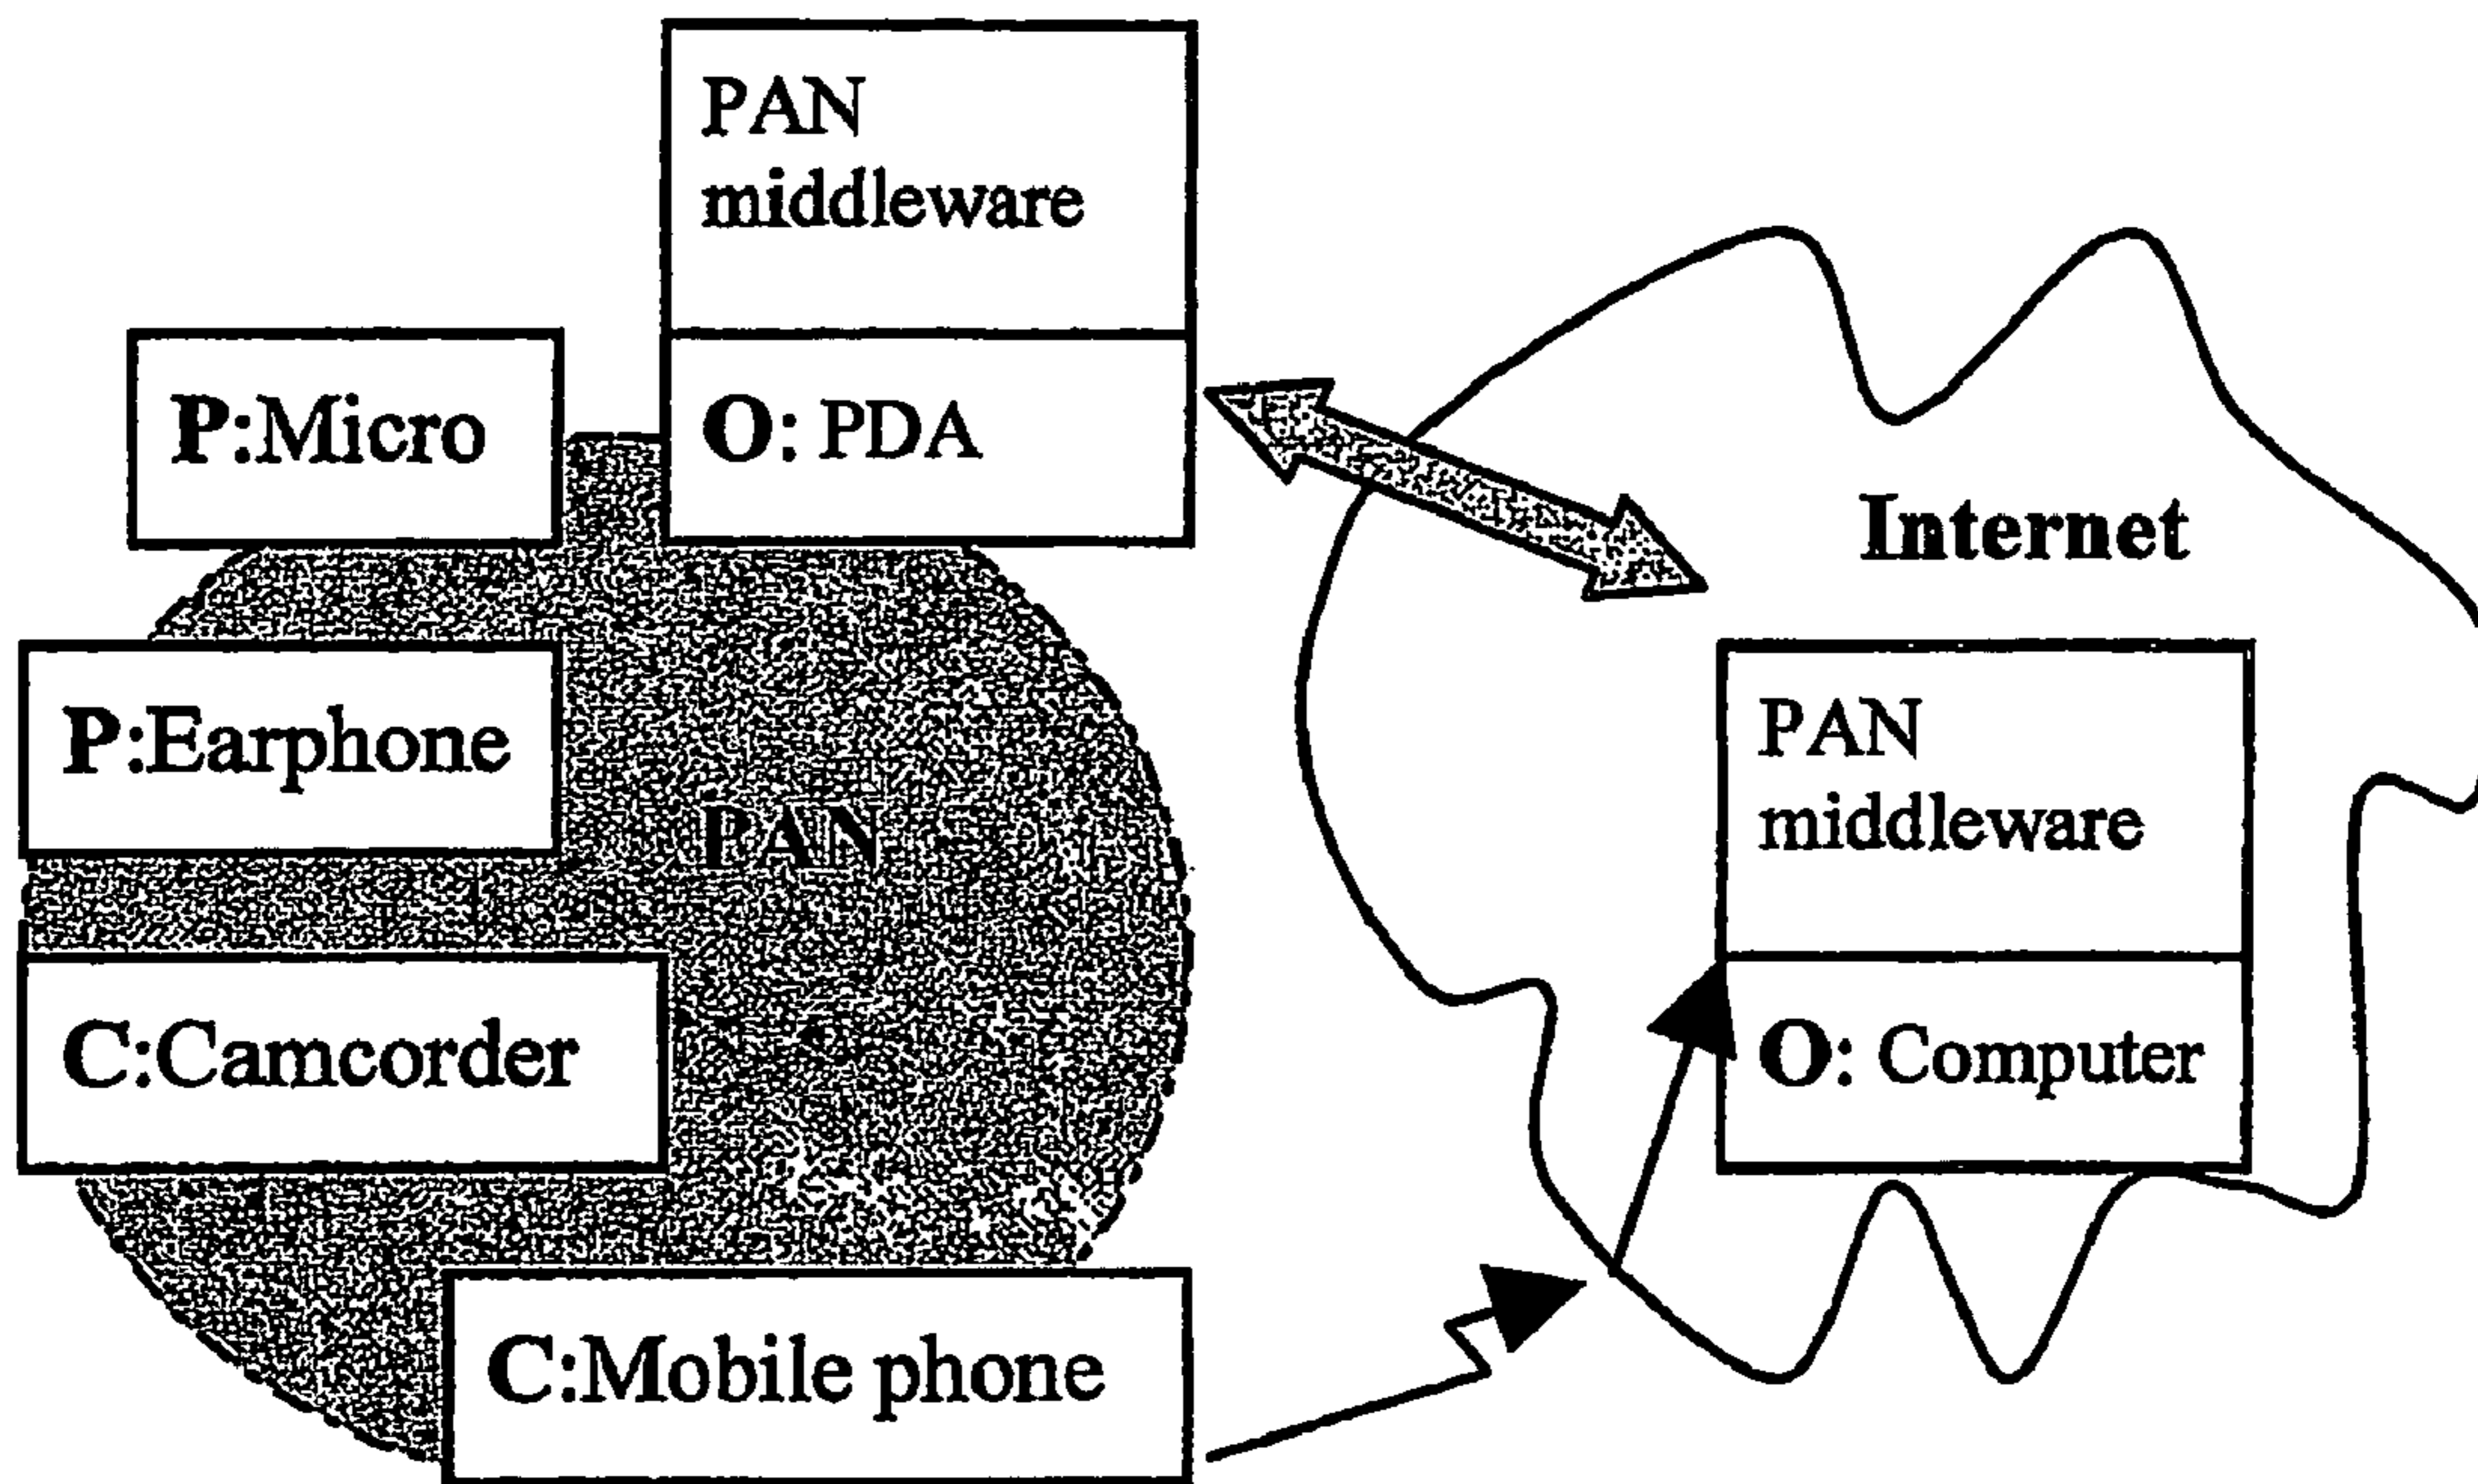 PAN
middleware
P:Micro
O: PDA
Internet
P:Earphone
PAN
PAN
middleware
C:Camcorder
O: Computer
C:Mobile phone